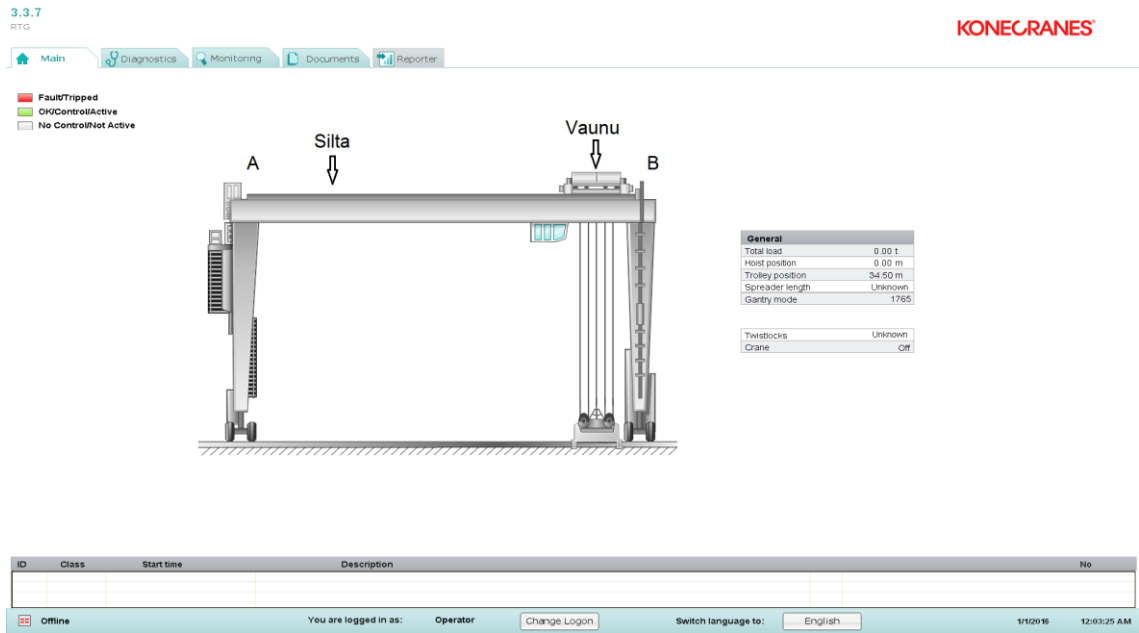 3.3.7
RTG
KONECRANES
Main Diagnostics Monitoring Documents Reporter
Fault/Tripped
OK/Control/Active
No Control/Not Active
Vaunu
Silta
A B
General
Total load 0.00 t
Hoist position 0.00 m
Trolley position 34.50 m
Spreader length Unknown
Gantry mode 1765
Twistlocks Unknown
Crane Off
ID Class Start time Description No
Offline You are logged in as: Operator Change Logon Switch language to: English 1/1/2016 12:03:25 AM